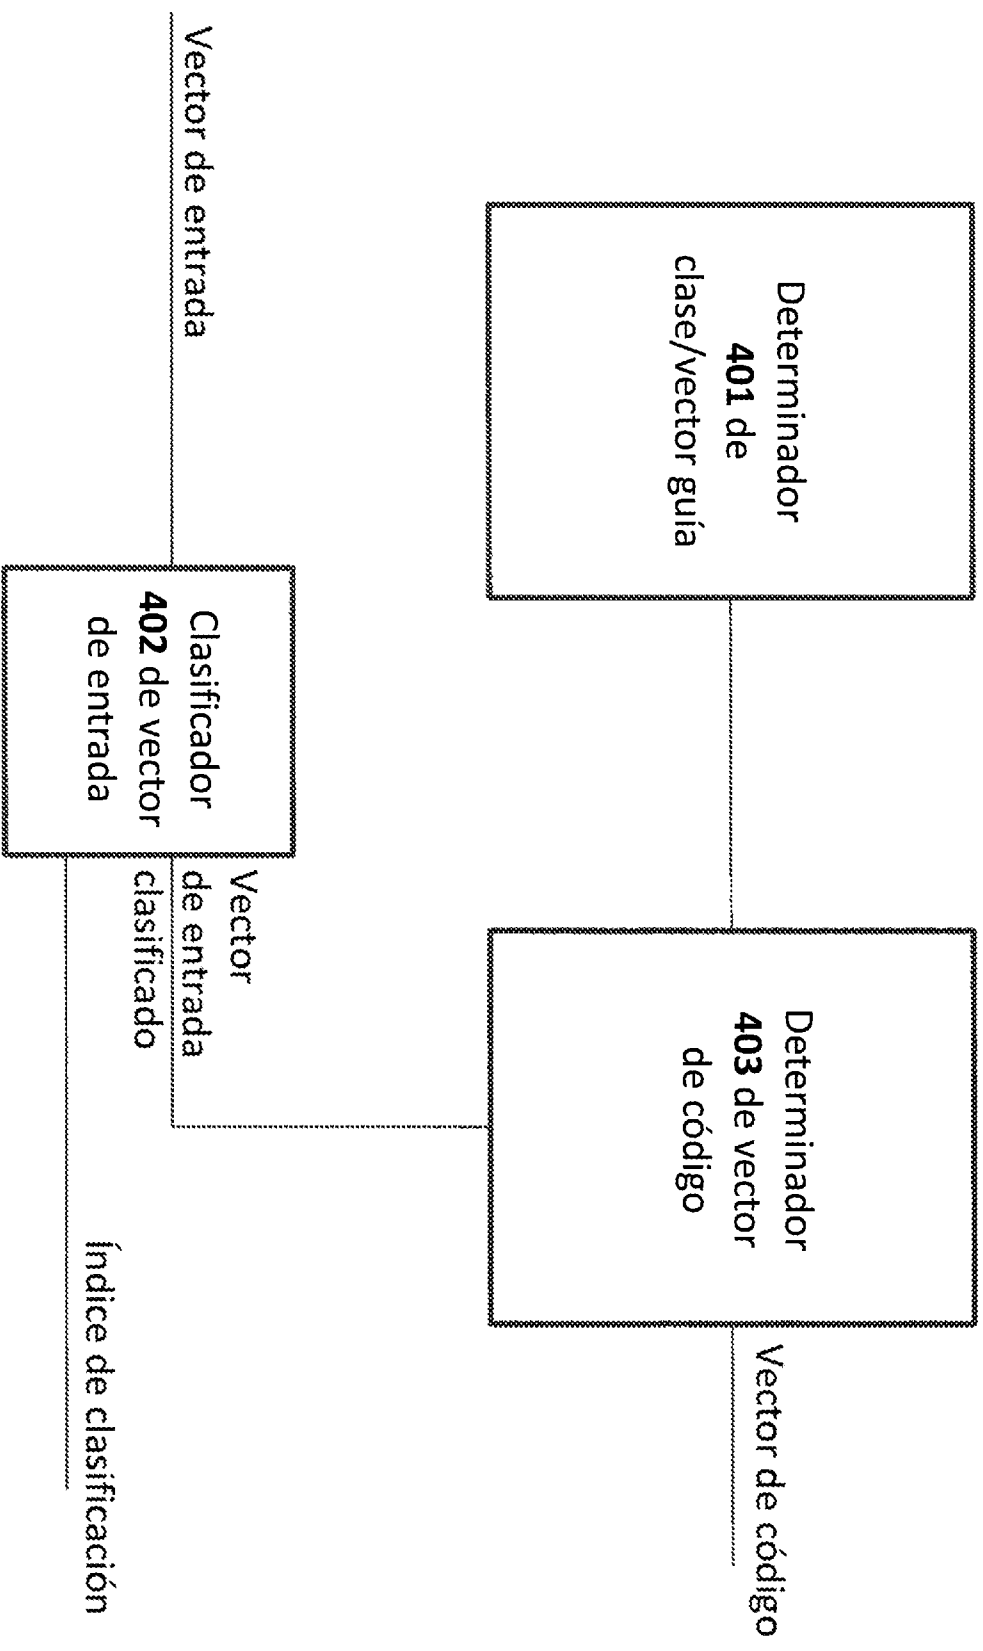 Determinador
401 de
clase/vector guía
Determinador
403 de vector
de código
Vector de código
Vector de entrada
Clasificador
402 de vector
de entrada
Vector
de entrada
clasificado
Índice de clasificación